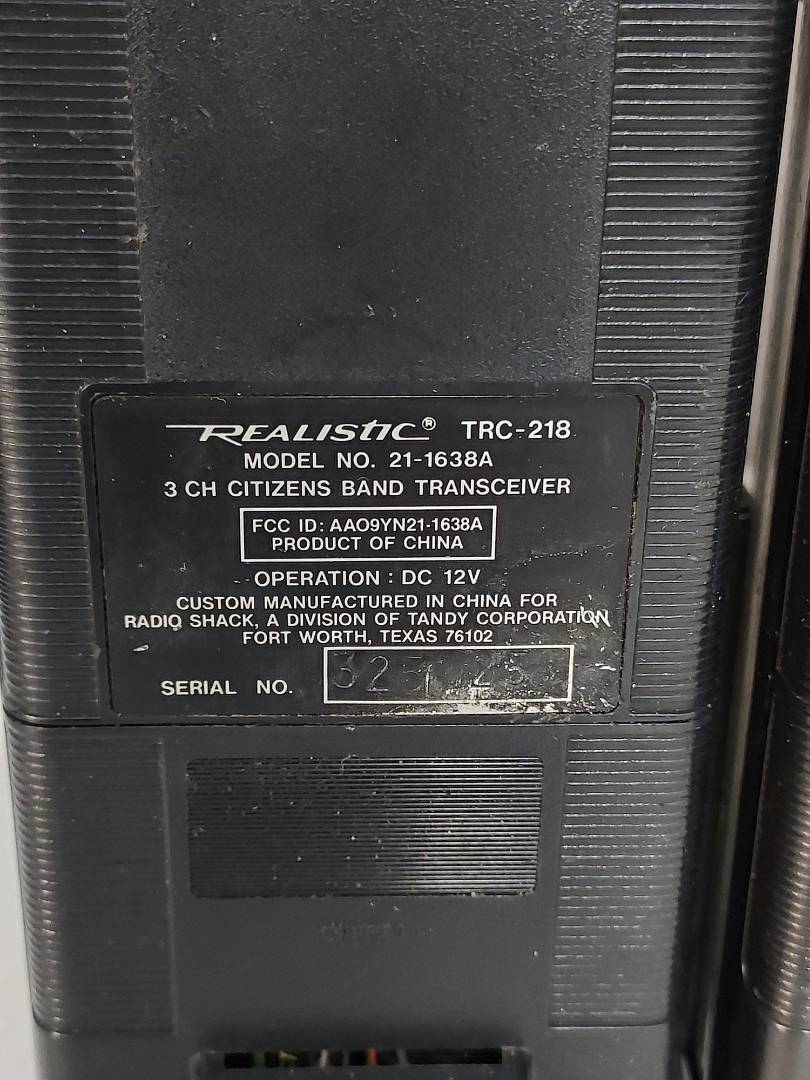 REALISTIC® TRC-218
MODEL NO. 21-1638A
3 CH CITIZENS BAND TRANSCEIVER
FCC ID: AAO9YN21-1638A
PRODUCT OF CHINA
OPERATION : DC 12V
CUSTOM MANUFACTURED IN CHINA FOR
RADIO SHACK, A DIVISION OF TANDY CORPORATION
FORT WORTH, TEXAS 76102
SERIAL NO.